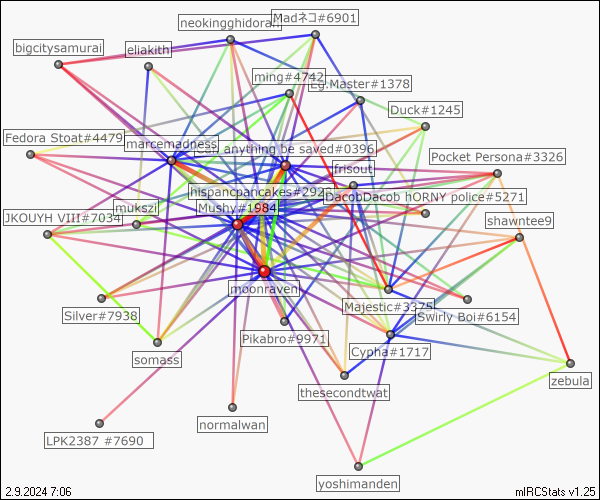 Madネコ#6901
neokingghidorah
bigcitysamurai
eliakith
ming#4742
Eg.Master#1378
Duck#1245
Fedora Stoat#4479
marcemadness
Can anything be saved#0396
Pocket Persona#3326
frisout
hispancpancakes#292
DacobDacob hORNY police#5271
mukszi
Mushy#1984
JKOUYH VIII#7034
shawntee9
moonraven
Majestic#3375
Silver#7938
Swirly Boi#6154
Pikabro#9971
Cypha#1717
somass
zebula
thesecondtwat
normalwan
LPK2387 #7690
yoshimanden
2.9.2024 7:06
mIRCStats v1.25